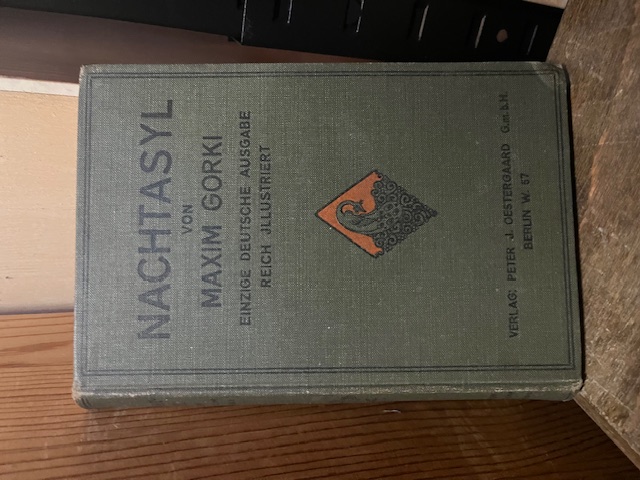 NACHTASYL
VON
MAXIM GORKI
EINZIGE DEUTSCHE AUSGABE
REICH JLLUSTRIERT
VERLAG: PETER J. OESTERGAARD G.m.b.H.
BERLIN W. 57